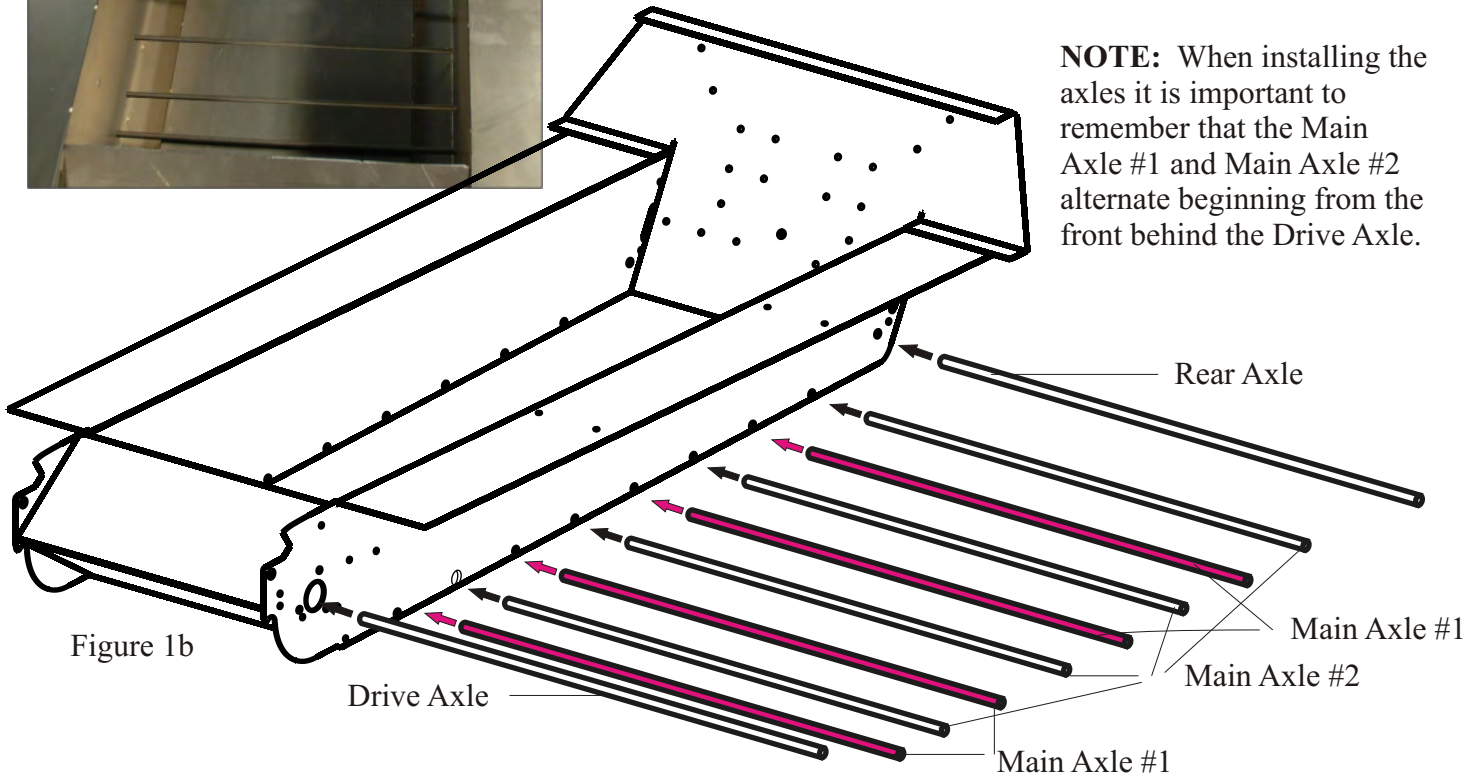 NOTE: When installing the
axles it is important to
remember that the Main
Axle #1 and Main Axle #2
alternate beginning from the
front behind the Drive Axle.
Rear Axle
Main Axle #1
Main Axle #2
Figure 1b
Drive Axle
Main Axle #1